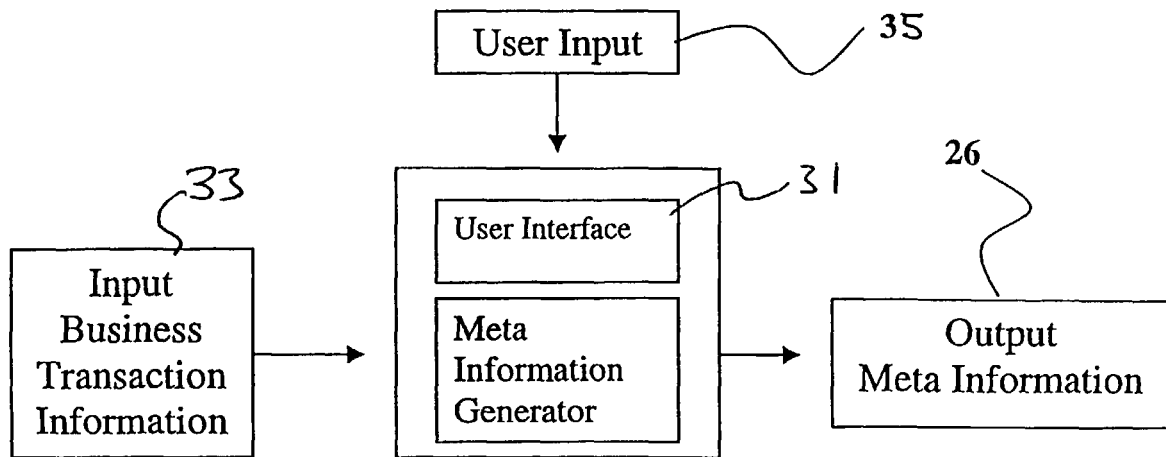 User Input
35
33
31
26
User Interface
Input
Business
Transaction
Information
Meta
Information
Generator
Output
Meta Information